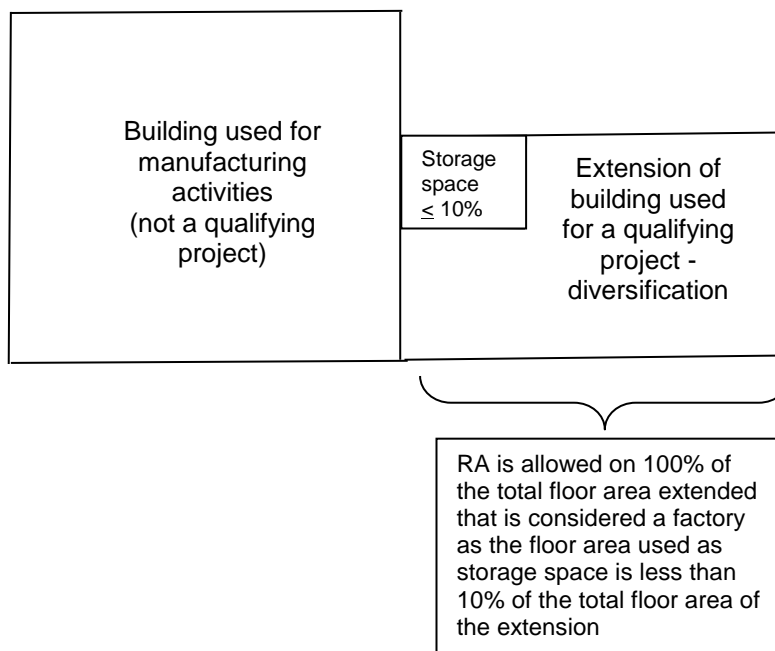 Building used for
manufacturing
activities
(not a qualifying
project)
Storage
space
≤ 10%
Extension of
building used
for a qualifying
project -
diversification
RA is allowed on 100% of
the total floor area extended
that is considered a factory
as the floor area used as
storage space is less than
10% of the total floor area of
the extension